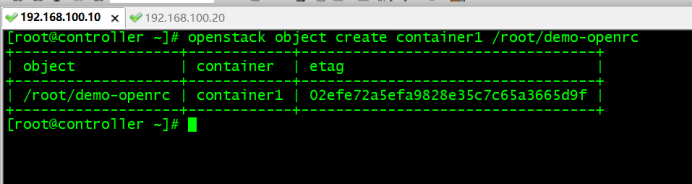 192.168.100.10 × 192.168.100.20
[root@controller ~]# openstack object create container1 /root/demo-openrc
+--------------------+------------+----------------------------------+
| object | container | etag |
+--------------------+------------+----------------------------------+
| /root/demo-openrc | container1 | 02efe72a5efa9828e35c7c65a3665d9f |
+--------------------+------------+----------------------------------+
[root@controller ~]#